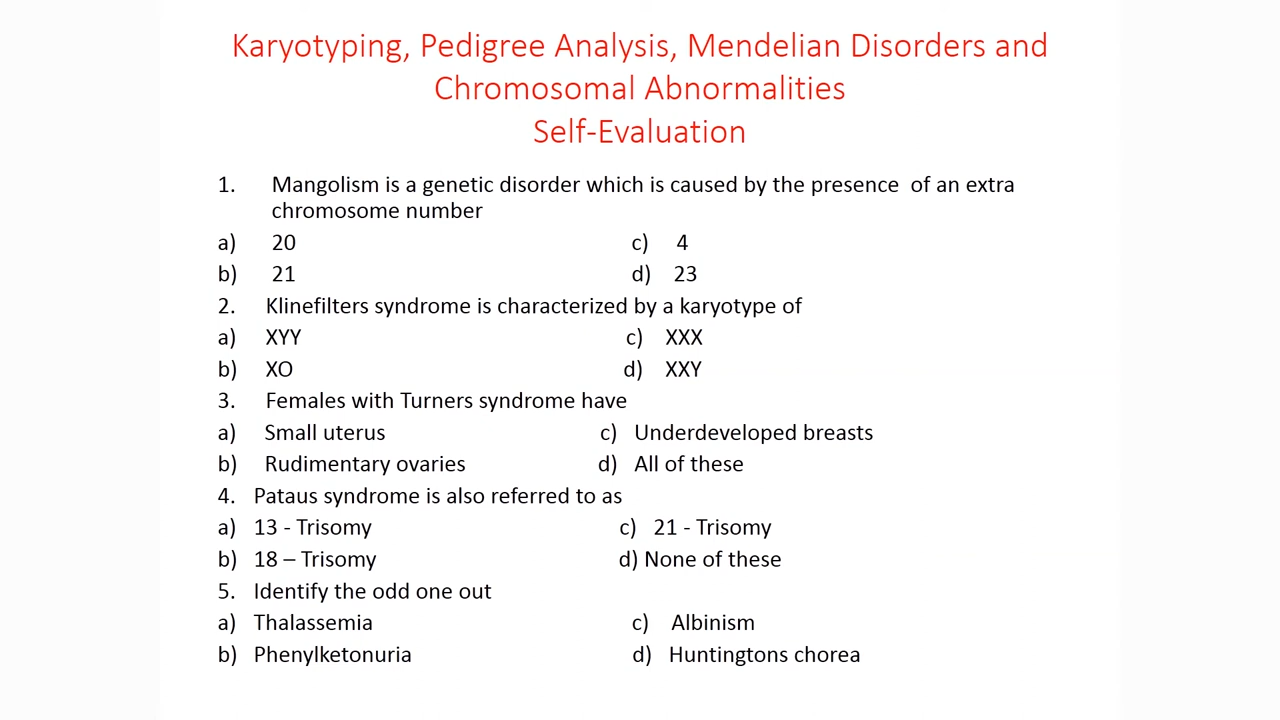 Karyotyping, Pedigree Analysis, Mendelian Disorders and
Chromosomal Abnormalities
Self-Evaluation
1. Mangolism is a genetic disorder which is caused by the presence of an extra
chromosome number
a) 20 c) 4
b) 21 d) 23
2. Klinefilters syndrome is characterized by a karyotype of
a) XYY c) XXX
b) XO d) XXY
3. Females with Turners syndrome have
a) Small uterus c) Underdeveloped breasts
b) Rudimentary ovaries d) All of these
4. Pataus syndrome is also referred to as
a) 13 - Trisomy c) 21 - Trisomy
b) 18 – Trisomy d) None of these
5. Identify the odd one out
a) Thalassemia c) Albinism
b) Phenylketonuria d) Huntingtons chorea